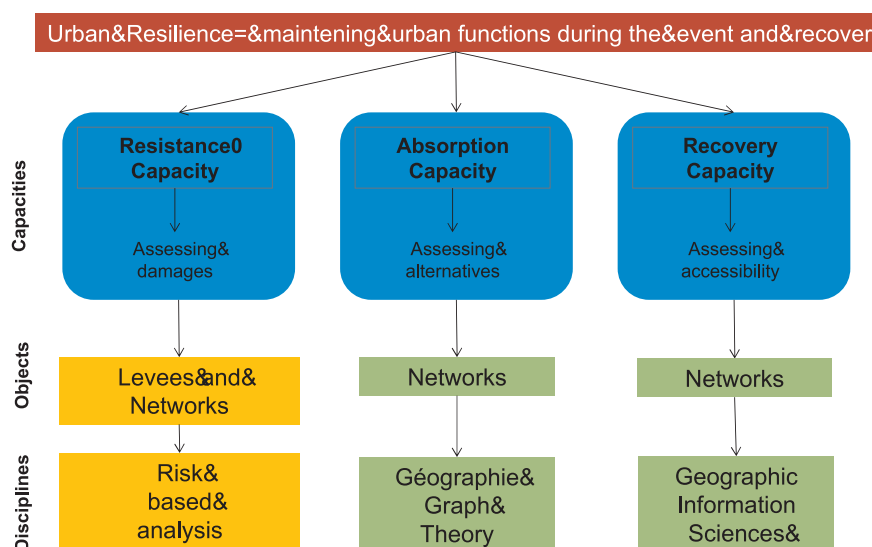 Urban&Resilience=&maintening&urban functions during the&event and&recover
Capacities
Resistance0
Capacity
Assessing&
damages
Absorption
Capacity
Assessing&
alternatives
Recovery
Capacity
Assessing&
accessibility
Objects
Levees&and&
Networks
Networks
Networks
Disciplines
Risk&
based&
analysis
Géographie&
Graph&
Theory
Geographic
Information
Sciences&